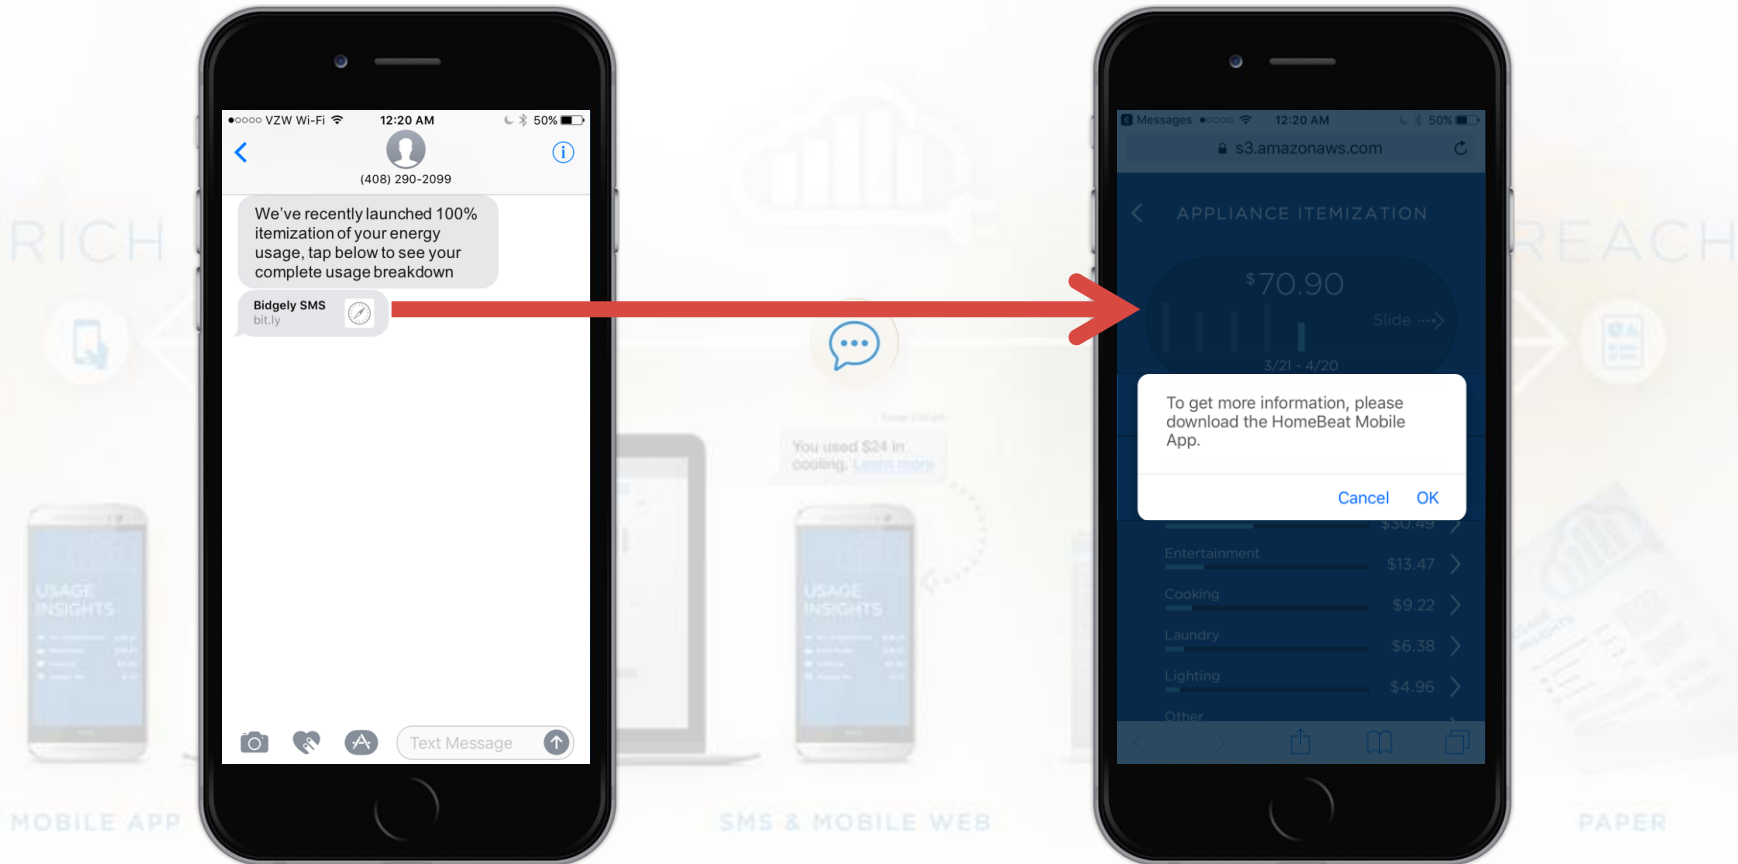 VZW Wi-Fi
12:20 AM
50%
(408) 290-2099
We've recently launched 100%
itemization of your energy
usage, tap below to see your
complete usage breakdown
Bidgely SMS
bit.ly
Text Message
Messages
12:20 AM
50%
s3.amazonaws.com
APPLIANCE ITEMIZATION
$70.90
Slide
3/21 - 4/20
To get more information, please
download the HomeBeat Mobile
App.
Cancel OK
$30.49
Entertainment
$13.47
Cooking
$9.22
Laundry
$6.38
Lighting
$4.96
Other
RICH
REACH
You used $24 in
cooling. Learn more
USAGE
INSIGHTS
USAGE
INSIGHTS
MOBILE APP
SMS & MOBILE WEB
PAPER